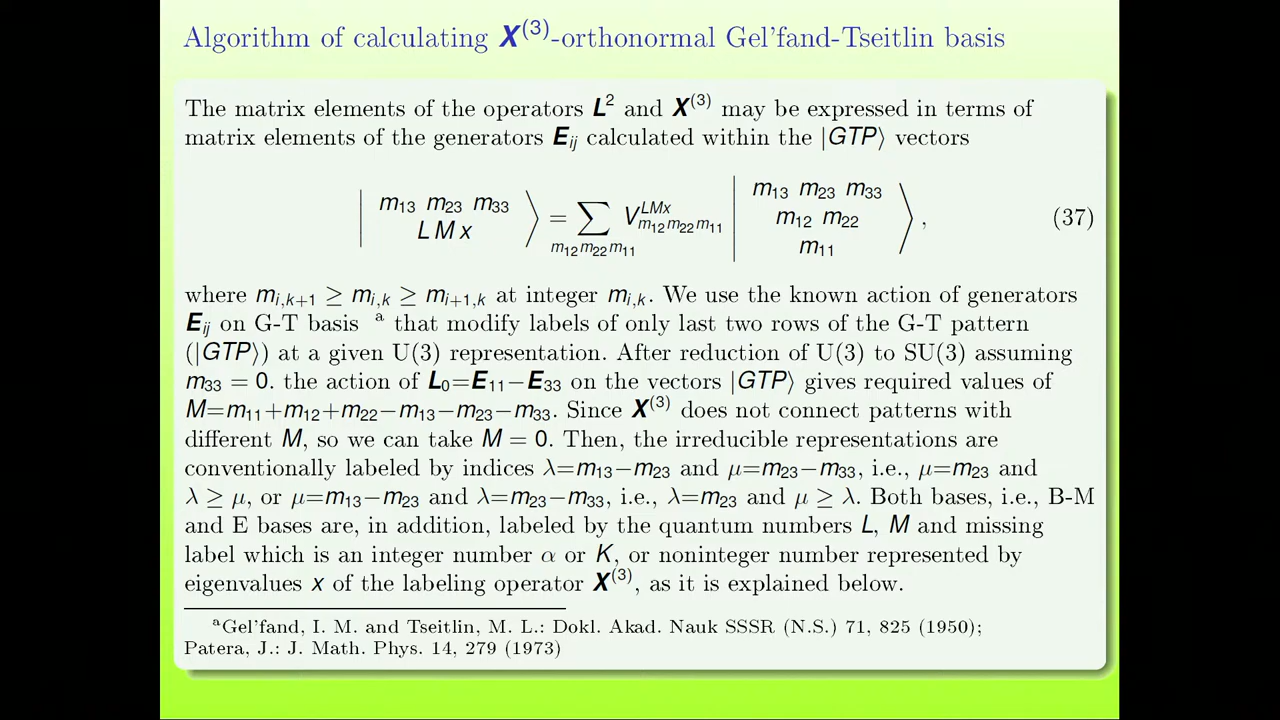 Algorithm of calculating X⁽³⁾-orthonormal Gel'fand-Tseitlin basis
The matrix elements of the operators L² and X⁽³⁾ may be expressed in terms of
matrix elements of the generators E_ij calculated within the |GTP⟩ vectors
| m₁₃ m₂₃ m₃₃ / L M x ⟩ = ∑_{m₁₂m₂₂m₁₁} V^{LMx}_{m₁₂m₂₂m₁₁} | m₁₃ m₂₃ m₃₃ / m₁₂ m₂₂ / m₁₁ ⟩, (37)
where m_{i,k+1} ≥ m_{i,k} ≥ m_{i+1,k} at integer m_{i,k}. We use the known action of generators
E_ij on G-T basis ᵃ that modify labels of only last two rows of the G-T pattern
(|GTP⟩) at a given U(3) representation. After reduction of U(3) to SU(3) assuming
m₃₃ = 0. the action of L₀=E₁₁−E₃₃ on the vectors |GTP⟩ gives required values of
M=m₁₁+m₁₂+m₂₂−m₁₃−m₂₃−m₃₃. Since X⁽³⁾ does not connect patterns with
different M, so we can take M = 0. Then, the irreducible representations are
conventionally labeled by indices λ=m₁₃−m₂₃ and μ=m₂₃−m₃₃, i.e., μ=m₂₃ and
λ ≥ μ, or μ=m₁₃−m₂₃ and λ=m₂₃−m₃₃, i.e., λ=m₂₃ and μ ≥ λ. Both bases, i.e., B-M
and E bases are, in addition, labeled by the quantum numbers L, M and missing
label which is an integer number α or K, or noninteger number represented by
eigenvalues x of the labeling operator X⁽³⁾, as it is explained below.
ᵃGel'fand, I. M. and Tseitlin, M. L.: Dokl. Akad. Nauk SSSR (N.S.) 71, 825 (1950);
Patera, J.: J. Math. Phys. 14, 279 (1973)